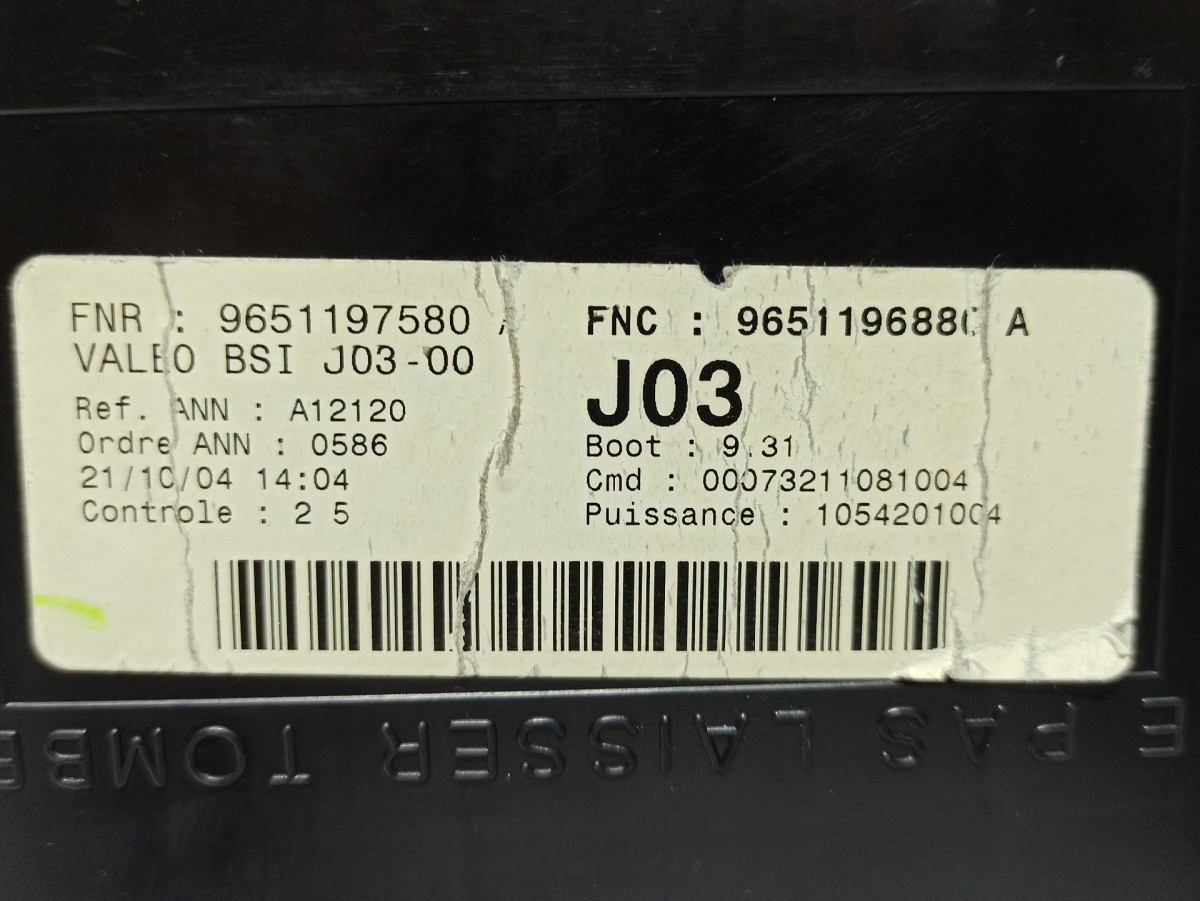 FNR : 9651197580
VALEO BSI J03-00
Ref. ANN : A12120
Ordre ANN : 0586
21/10/04 14:04
Controle : 2 5
FNC : 9651196880 A
J03
Boot : 9.31
Cmd : 00073211081004
Puissance : 1054201004
E PAS LAISSER TOMBE